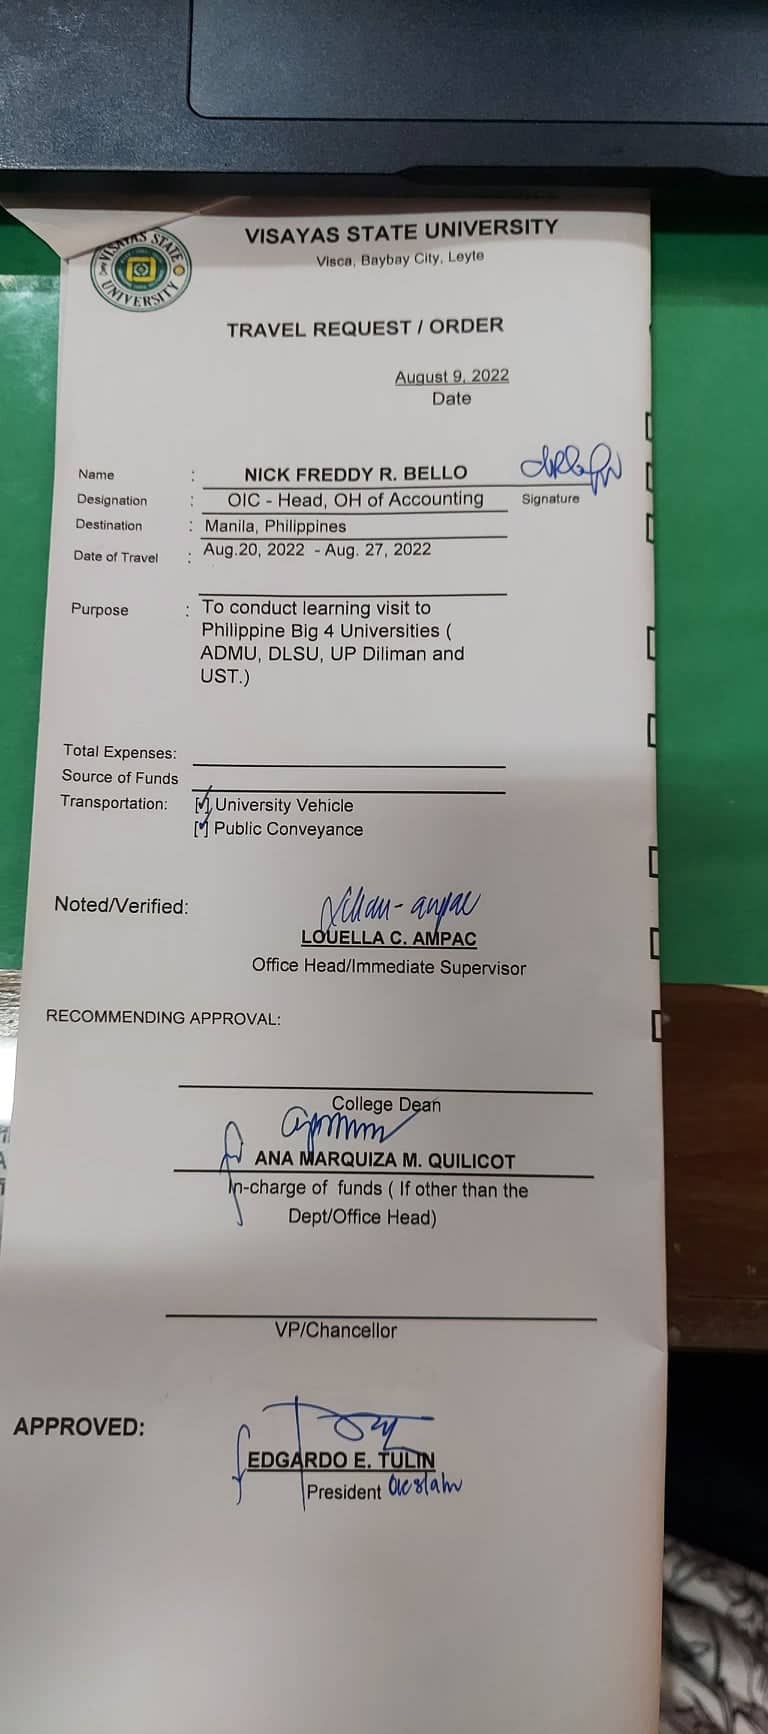 VISAYAS STATE UNIVERSITY
VISAYAS STATE UNIVERSITY
Visca, Baybay City, Leyte
TRAVEL REQUEST / ORDER
August 9, 2022
Date
Name : NICK FREDDY R. BELLO
Designation : OIC - Head, OH of Accounting Signature
Destination : Manila, Philippines
Date of Travel : Aug.20, 2022 - Aug. 27, 2022
Purpose : To conduct learning visit to
Philippine Big 4 Universities (
ADMU, DLSU, UP Diliman and
UST.)
Total Expenses:
Source of Funds
Transportation: [✓] University Vehicle
[✓] Public Conveyance
Noted/Verified:
LOUELLA C. AMPAC
Office Head/Immediate Supervisor
RECOMMENDING APPROVAL:
College Dean
ANA MARQUIZA M. QUILICOT
In-charge of funds ( If other than the
Dept/Office Head)
VP/Chancellor
APPROVED:
EDGARDO E. TULIN
President